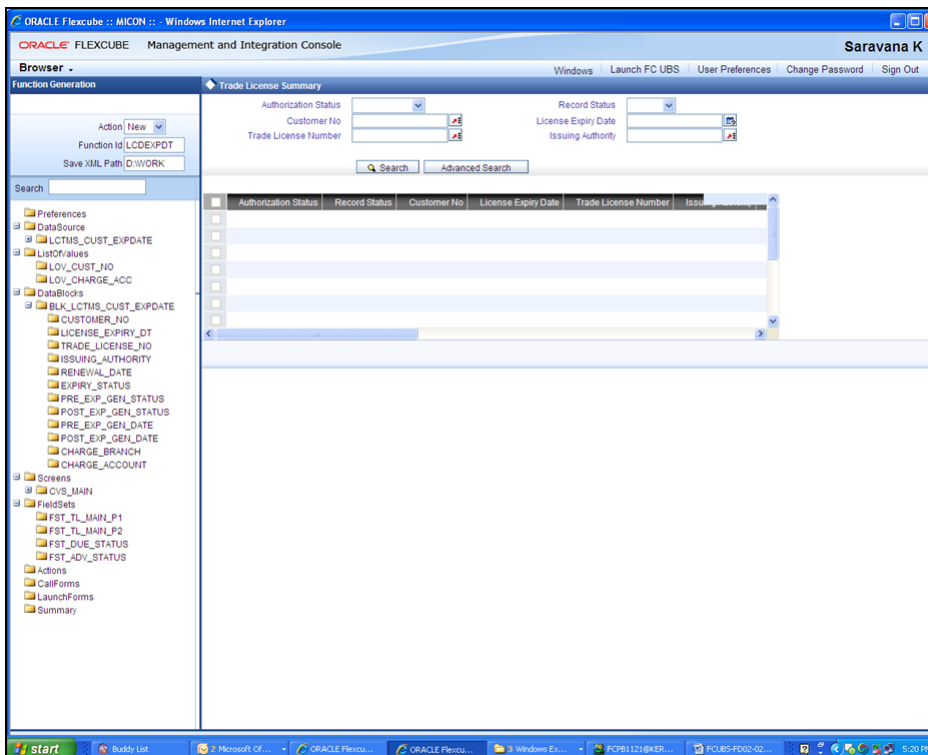 ORACLE Flexcube :: MICON :: - Windows Internet Explorer
ORACLE FLEXCUBE Management and Integration Console Saravana K
Browser
Windows Launch FC UBS User Preferences Change Password Sign Out
Function Generation
Trade License Summary
Action New
Function Id LCDEXPDT
Save XML Path D:\WORK
Authorization Status Record Status
Customer No License Expiry Date
Trade License Number Issuing Authority
Search Advanced Search
Search
Authorization Status Record Status Customer No License Expiry Date Trade License Number
Preferences
DataSource
LCTMS_CUST_EXPDATE
ListOfValues
LOV_CUST_NO
LOV_CHARGE_ACC
DataBlocks
BLK_LCTMS_CUST_EXPDATE
CUSTOMER_NO
LICENSE_EXPIRY_DT
TRADE_LICENSE_NO
ISSUING_AUTHORITY
RENEWAL_DATE
EXPIRY_STATUS
PRE_EXP_GEN_STATUS
POST_EXP_GEN_STATUS
PRE_EXP_GEN_DATE
POST_EXP_GEN_DATE
CHARGE_BRANCH
CHARGE_ACCOUNT
Screens
CVS_MAIN
FieldSets
FST_TL_MAIN_P1
FST_TL_MAIN_P2
FST_DUE_STATUS
FST_ADV_STATUS
Actions
CallForms
LaunchForms
Summary
start Buddy List 2 Microsoft Of... ORACLE Flexcu... ORACLE Flexcu... 3 Windows Ex... FCPB1121@KER... FCUBS-FD02-02... 5:20 PM